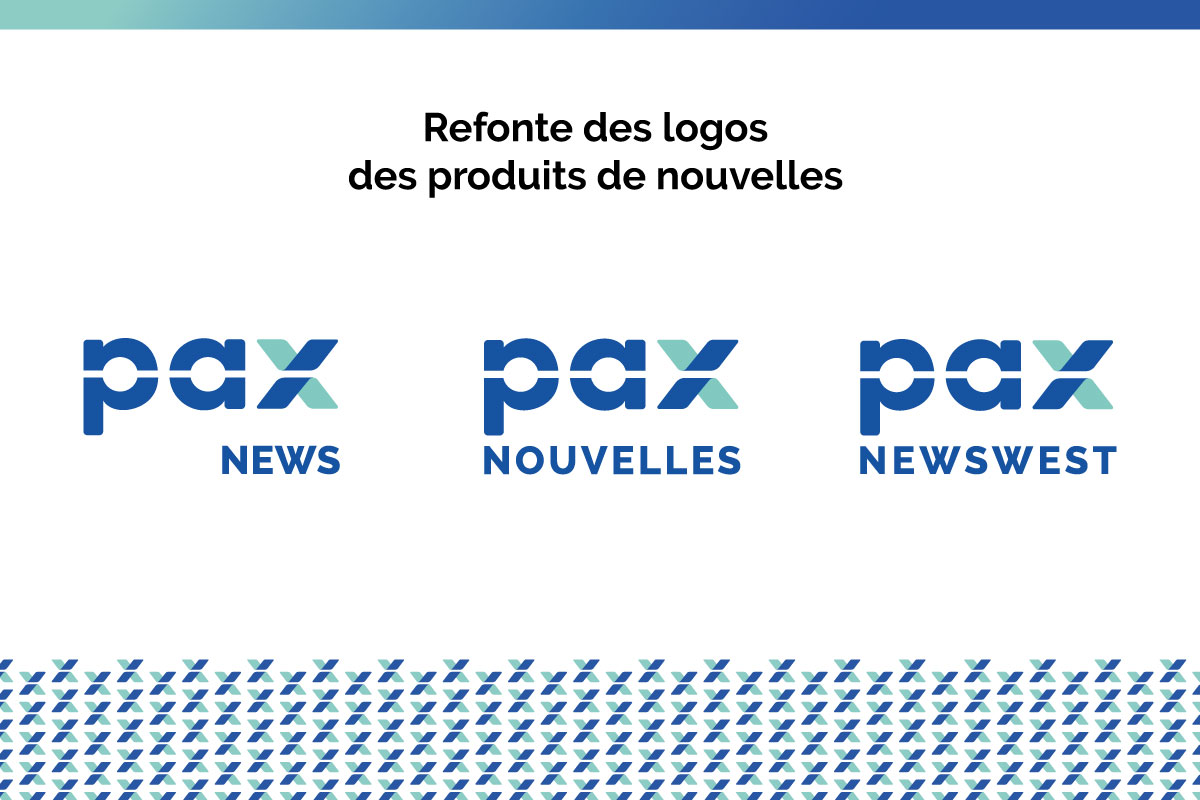 Refonte des logos
des produits de nouvelles
pax
NEWS
pax
NOUVELLES
pax
NEWSWEST